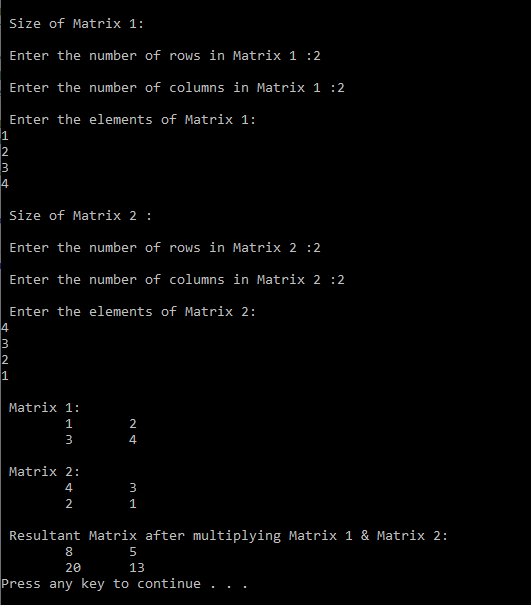 Size of Matrix 1:
Enter the number of rows in Matrix 1 :2
Enter the number of columns in Matrix 1 :2
Enter the elements of Matrix 1:
1
2
3
4
Size of Matrix 2 :
Enter the number of rows in Matrix 2 :2
Enter the number of columns in Matrix 2 :2
Enter the elements of Matrix 2:
4
3
2
1
Matrix 1:
1 2
3 4
Matrix 2:
4 3
2 1
Resultant Matrix after multiplying Matrix 1 & Matrix 2:
8 5
20 13
Press any key to continue . . .